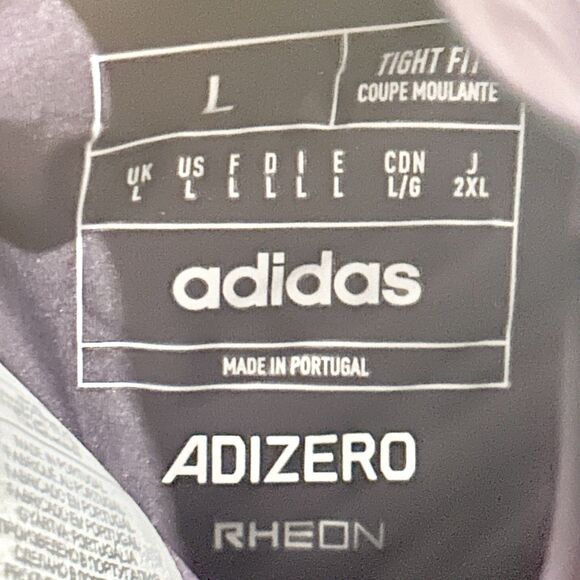 L
TIGHT FIT
COUPE MOULANTE
UK US F D I E CDN J
L L L L L L L/G 2XL
adidas
MADE IN PORTUGAL
ADIZERO
RHEON